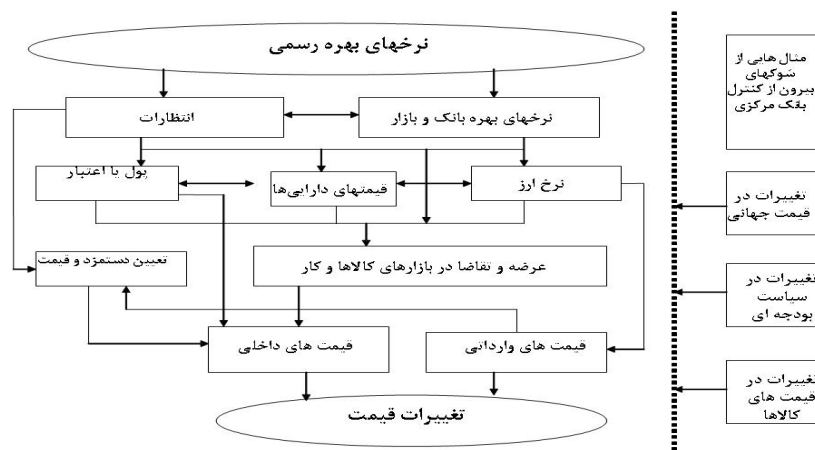 نرخهای بهره رسمی
مثال هایی از
شوکهای
بیرون از کنترل
بانک مرکزی
نرخهای بهره بانک و بازار
انتظارات
نرخ ارز
قیمتهای دارایی‌ها
پول یا اعتبار
تغییرات در
قیمت جهانی
عرضه و تقاضا در بازارهای کالاها و کار
تعیین دستمزد و قیمت
تغییرات در
سیاست
بودجه ای
قیمت های وارداتی
قیمت های داخلی
تغییرات در
قیمت های
کالاها
تغییرات قیمت